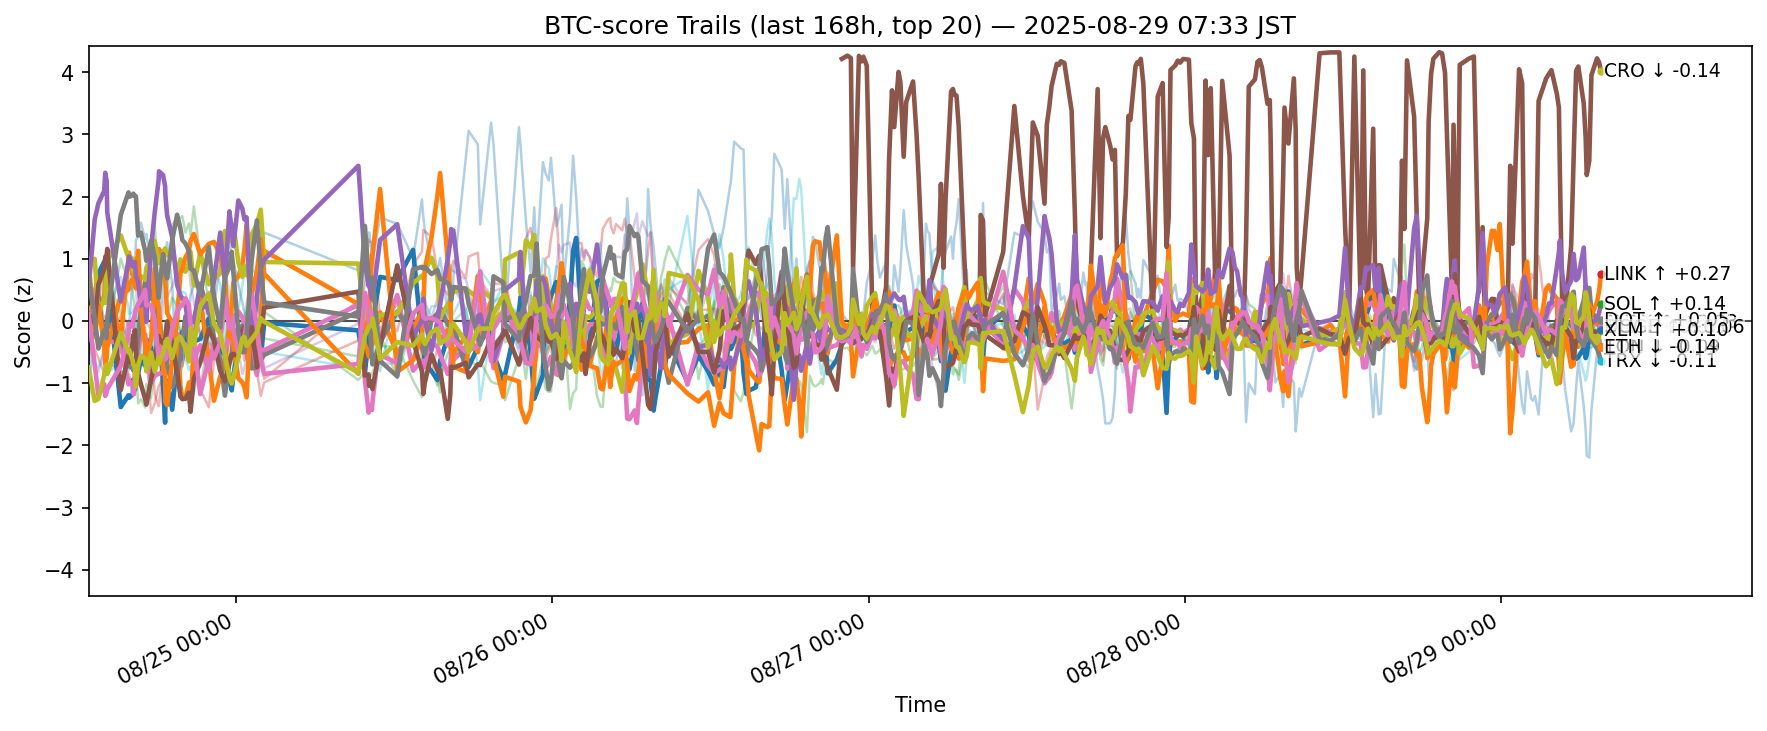 BTC-score Trails (last 168h, top 20) — 2025-08-29 07:33 JST
Score (z)
4
3
2
1
0
−1
−2
−3
−4
CRO ↓ -0.14
LINK ↑ +0.27
SOL ↑ +0.14
DOT ↑ +0.05
XLM ↑ +0.10
ETH ↓ -0.14
TRX ↓ -0.11
08/25 00:00
08/26 00:00
08/27 00:00
08/28 00:00
08/29 00:00
Time